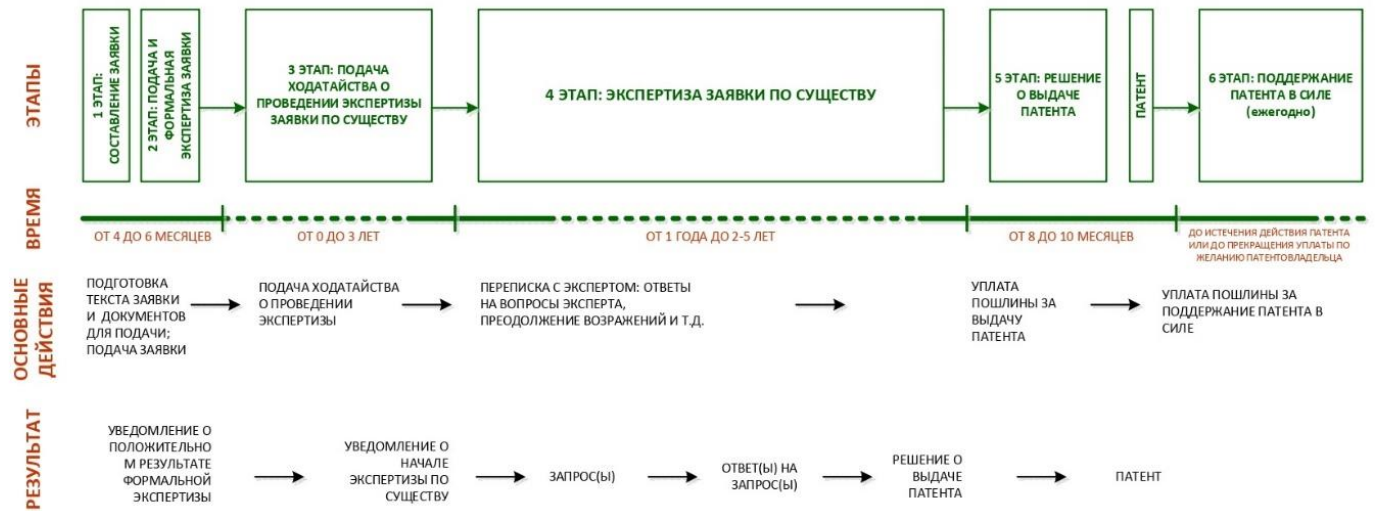 ЭТАПЫ
1 ЭТАП:
СОСТАВЛЕНИЕ ЗАЯВКИ
2 ЭТАП: ПОДАЧА И
ФОРМАЛЬНАЯ
ЭКСПЕРТИЗА ЗАЯВКИ
3 ЭТАП: ПОДАЧА
ХОДАТАЙСТВА О
ПРОВЕДЕНИИ ЭКСПЕРТИЗЫ
ЗАЯВКИ ПО СУЩЕСТВУ
4 ЭТАП: ЭКСПЕРТИЗА ЗАЯВКИ ПО СУЩЕСТВУ
5 ЭТАП: РЕШЕНИЕ
О ВЫДАЧЕ
ПАТЕНТА
ПАТЕНТ
6 ЭТАП: ПОДДЕРЖАНИЕ
ПАТЕНТА В СИЛЕ
(ежегодно)
ВРЕМЯ
ОТ 4 ДО 6 МЕСЯЦЕВ
ОТ 0 ДО 3 ЛЕТ
ОТ 1 ГОДА ДО 2-5 ЛЕТ
ОТ 8 ДО 10 МЕСЯЦЕВ
ДО ИСТЕЧЕНИЯ ДЕЙСТВИЯ ПАТЕНТА
ИЛИ ДО ПРЕКРАЩЕНИЯ УПЛАТЫ ПО
ЖЕЛАНИЮ ПАТЕНТОВЛАДЕЛЬЦА
ОСНОВНЫЕ
ДЕЙСТВИЯ
ПОДГОТОВКА
ТЕКСТА ЗАЯВКИ
И ДОКУМЕНТОВ
ДЛЯ ПОДАЧИ;
ПОДАЧА ЗАЯВКИ
ПОДАЧА ХОДАТАЙСТВА
О ПРОВЕДЕНИИ
ЭКСПЕРТИЗЫ
ПЕРЕПИСКА С ЭКСПЕРТОМ: ОТВЕТЫ
НА ВОПРОСЫ ЭКСПЕРТА,
ПРЕОДОЛЖЕНИЕ ВОЗРАЖЕНИЙ И Т.Д.
УПЛАТА
ПОШЛИНЫ ЗА
ВЫДАЧУ
ПАТЕНТА
УПЛАТА ПОШЛИНЫ ЗА
ПОДДЕРЖАНИЕ ПАТЕНТА В
СИЛЕ
РЕЗУЛЬТАТ
УВЕДОМЛЕНИЕ О
ПОЛОЖИТЕЛЬНО
М РЕЗУЛЬТАТЕ
ФОРМАЛЬНОЙ
ЭКСПЕРТИЗЫ
УВЕДОМЛЕНИЕ О
НАЧАЛЕ
ЭКСПЕРТИЗЫ ПО
СУЩЕСТВУ
ЗАПРОС(Ы)
ОТВЕТ(Ы) НА
ЗАПРОС(Ы)
РЕШЕНИЕ О
ВЫДАЧЕ
ПАТЕНТА
ПАТЕНТ